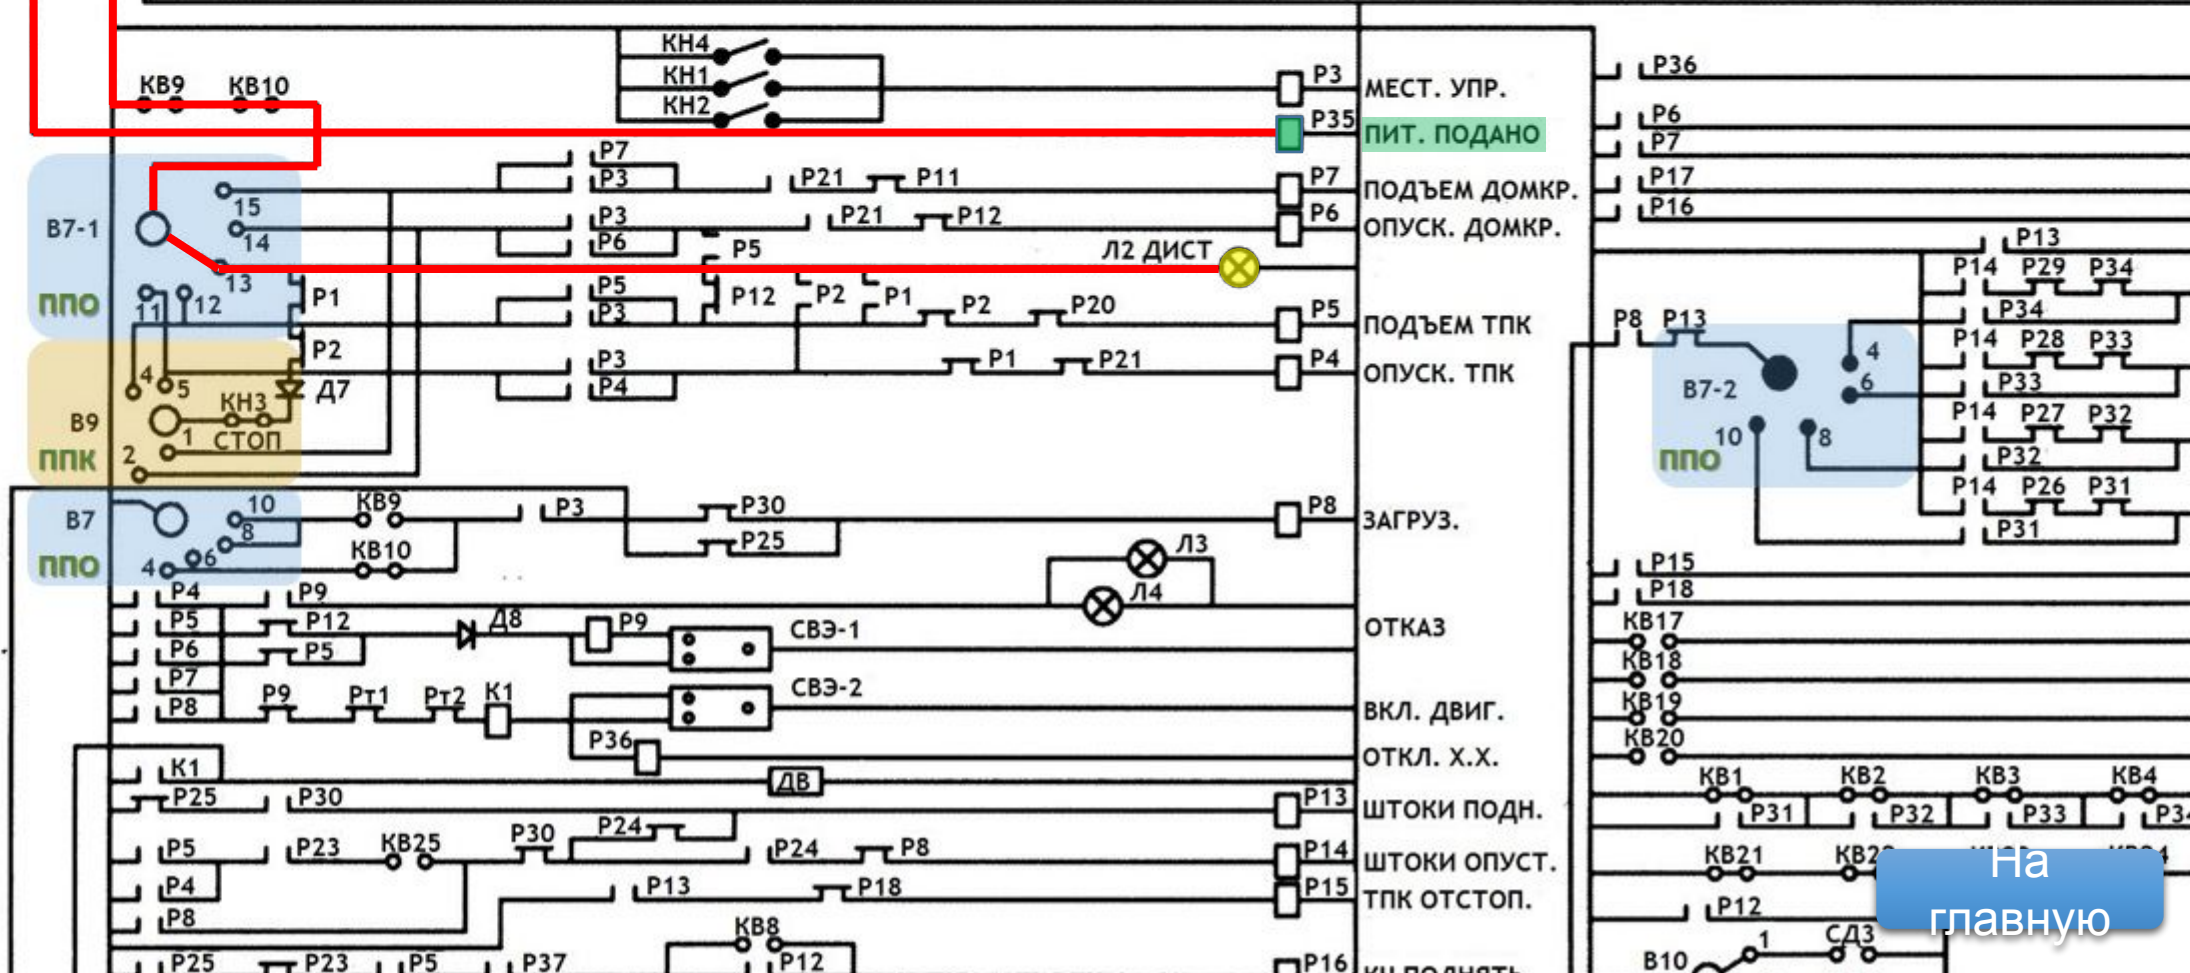 КН4
КН1
КН2
КВ9 КВ10
Р3 МЕСТ. УПР.
Р35 ПИТ. ПОДАНО
Р7
Р3 Р21 Р11 Р7 ПОДЪЕМ ДОМКР.
15
В7-1
14
Р3 Р21 Р12 Р6 ОПУСК. ДОМКР.
Р6
Р5
Л2 ДИСТ
13
ППО
11 12
Р1
Р5 Р12 Р2 Р1 Р2 Р20
Р3 Р5 ПОДЪЕМ ТПК
Р2
Р3 Р1 Р21 Р4 ОПУСК. ТПК
Р4
4 5
Д7
КН3
СТОП
В9
1
ППК
2
В7
10
8
КВ9 Р3 Р30 Р8 ЗАГРУЗ.
Р25
КВ10
ППО
4 6
Л3
Л4
Р4 Р9
Р5 Р12 Д8 Р9 СВЭ-1 ОТКАЗ
Р6 Р5
Р7
Р8 Р9 Рт1 Рт2 К1 СВЭ-2 ВКЛ. ДВИГ.
Р36 ОТКЛ. Х.Х.
К1 ДВ
Р25 Р30 Р13 ШТОКИ ПОДН.
Р24
Р5 Р23 КВ25 Р30 Р24 Р8 Р14 ШТОКИ ОПУСТ.
Р4 Р13 Р18 Р15 ТПК ОТСТОП.
Р8
КВ8
Р25 Р23 Р5 Р37 Р12 Р16
Р36
Р6
Р7
Р17
Р16
Р13
Р14 Р29 Р34
Р34
Р8 Р13
Р14 Р28 Р33
Р33
В7-2
4
6
10 8
ППО
Р14 Р27 Р32
Р32
Р14 Р26 Р31
Р31
Р15
Р18
КВ17
КВ18
КВ19
КВ20
КВ1 КВ2 КВ3 КВ4
Р31 Р32 Р33 Р34
КВ21
Р12
В10 1 СД3
На
главную